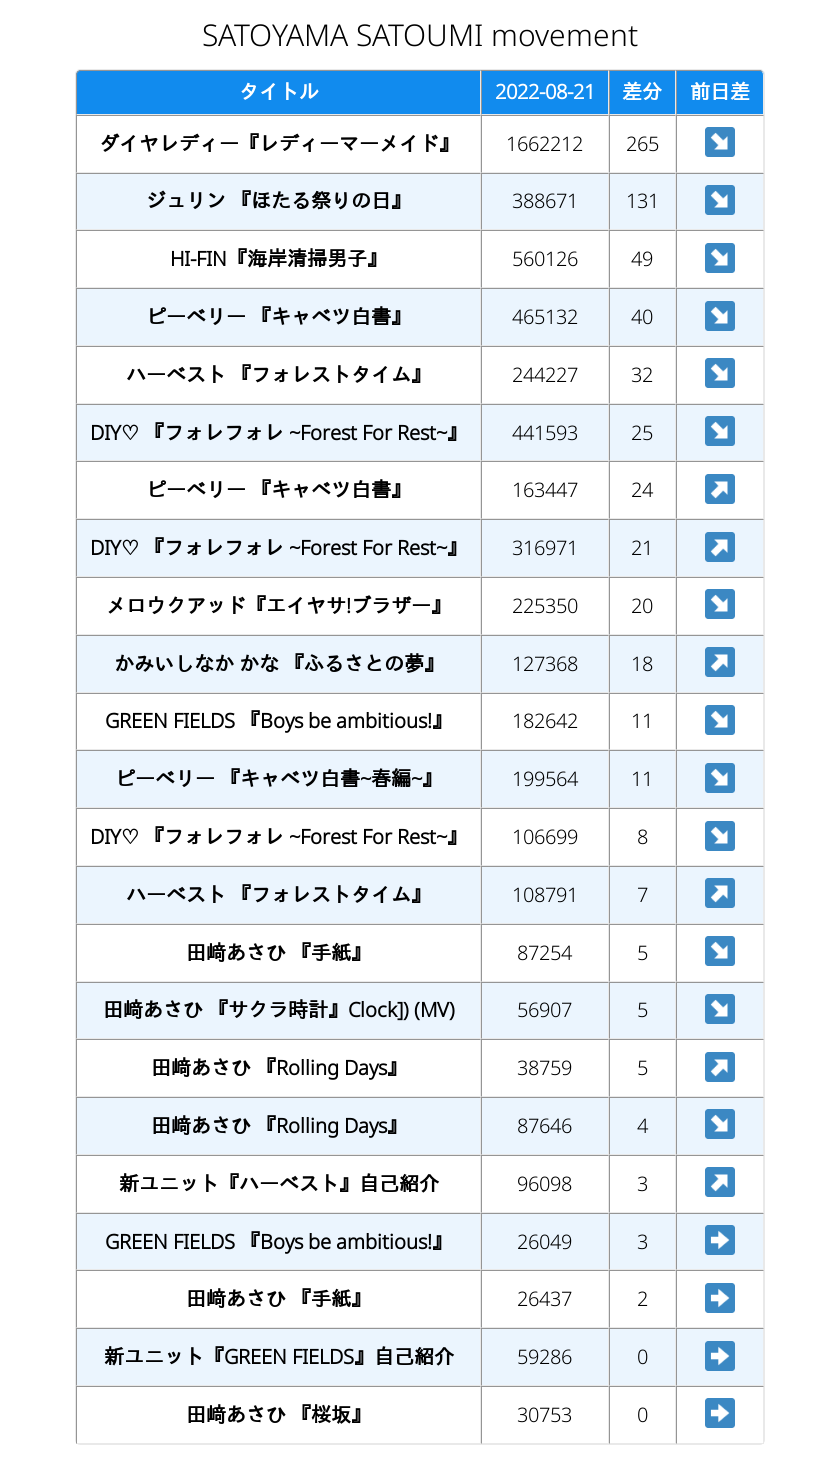 SATOYAMA SATOUMI movement
タイトル 2022-08-21 差分 前日差
ダイヤレディー『レディーマーメイド』 1662212 265 ↘
ジュリン 『ほたる祭りの日』 388671 131 ↘
HI-FIN『海岸清掃男子』 560126 49 ↘
ピーベリー 『キャベツ白書』 465132 40 ↘
ハーベスト 『フォレストタイム』 244227 32 ↘
DIY♡ 『フォレフォレ ~Forest For Rest~』 441593 25 ↘
ピーベリー 『キャベツ白書』 163447 24 ↗
DIY♡ 『フォレフォレ ~Forest For Rest~』 316971 21 ↗
メロウクアッド『エイヤサ!ブラザー』 225350 20 ↘
かみいしなか かな 『ふるさとの夢』 127368 18 ↗
GREEN FIELDS 『Boys be ambitious!』 182642 11 ↘
ピーベリー 『キャベツ白書~春編~』 199564 11 ↘
DIY♡ 『フォレフォレ ~Forest For Rest~』 106699 8 ↘
ハーベスト 『フォレストタイム』 108791 7 ↗
田﨑あさひ 『手紙』 87254 5 ↘
田﨑あさひ 『サクラ時計』Clock]) (MV) 56907 5 ↘
田﨑あさひ 『Rolling Days』 38759 5 ↗
田﨑あさひ 『Rolling Days』 87646 4 ↘
新ユニット『ハーベスト』自己紹介 96098 3 ↗
GREEN FIELDS 『Boys be ambitious!』 26049 3 ➡
田﨑あさひ 『手紙』 26437 2 ➡
新ユニット『GREEN FIELDS』自己紹介 59286 0 ➡
田﨑あさひ 『桜坂』 30753 0 ➡